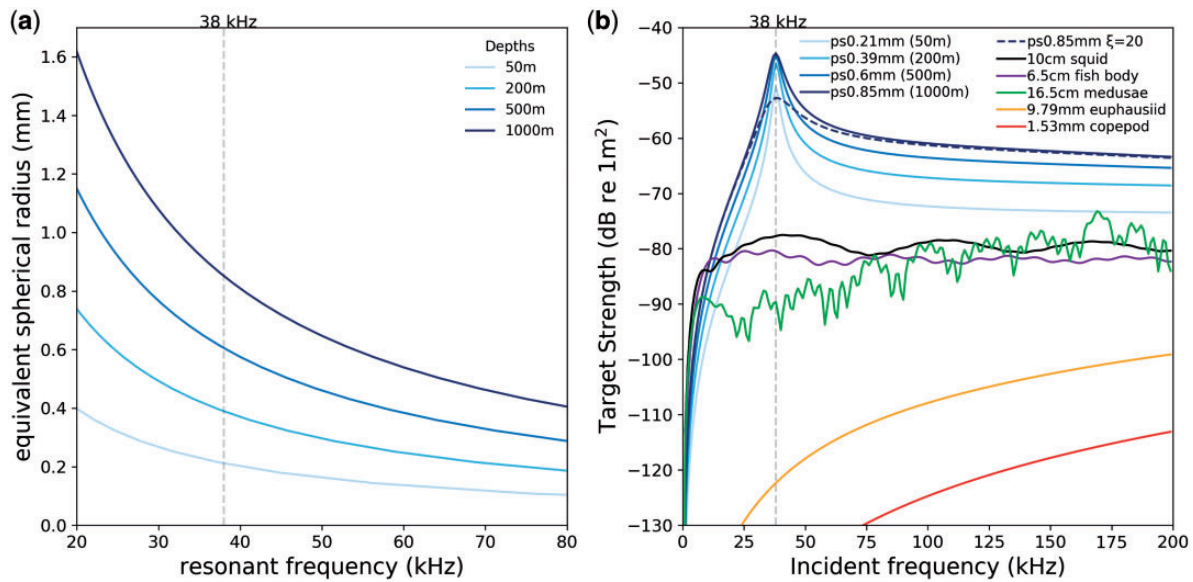 (a)
38 kHz
1.6
1.4
1.2
1.0
0.8
0.6
0.4
0.2
0.0
equivalent spherical radius (mm)
Depths
50m
200m
500m
1000m
20
30
40
50
60
70
80
resonant frequency (kHz)
(b)
38 kHz
−40
−50
−60
−70
−80
−90
−100
−110
−120
−130
Target Strength (dB re 1m²)
ps0.21mm (50m)
ps0.39mm (200m)
ps0.6mm (500m)
ps0.85mm (1000m)
ps0.85mm ξ=20
10cm squid
6.5cm fish body
16.5cm medusae
9.79mm euphausiid
1.53mm copepod
0
25
50
75
100
125
150
175
200
Incident frequency (kHz)